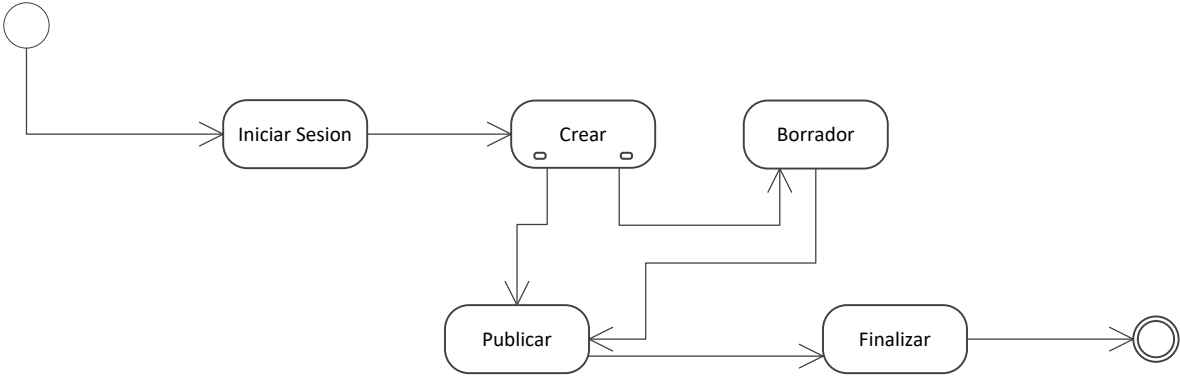 Iniciar Sesion
Crear
Borrador
Publicar
Finalizar